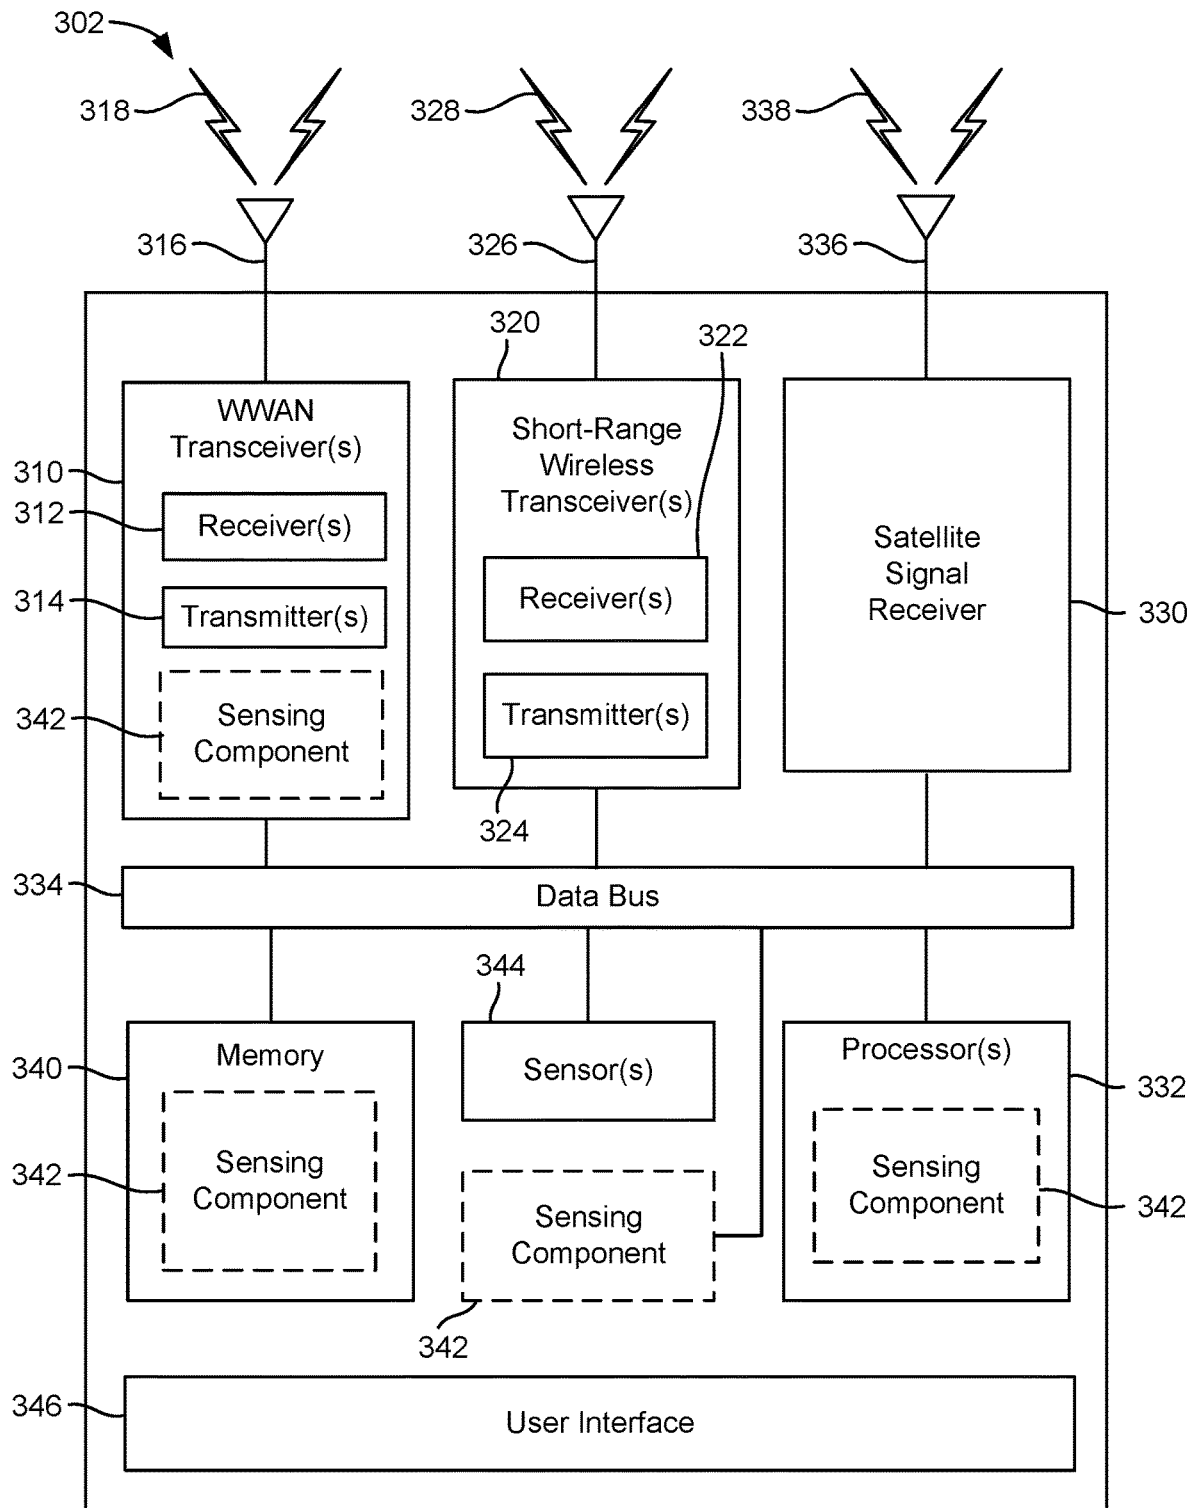 302
318
328
338
316
326
336
320
322
WWAN
Transceiver(s)
Short-Range
Wireless
Transceiver(s)
310
312
Receiver(s)
Satellite
Signal
Receiver
314
Transmitter(s)
Receiver(s)
330
342
Sensing
Component
Transmitter(s)
324
334
Data Bus
344
340
Memory
Sensor(s)
Processor(s)
332
342
Sensing
Component
Sensing
Component
Sensing
Component
342
342
346
User Interface